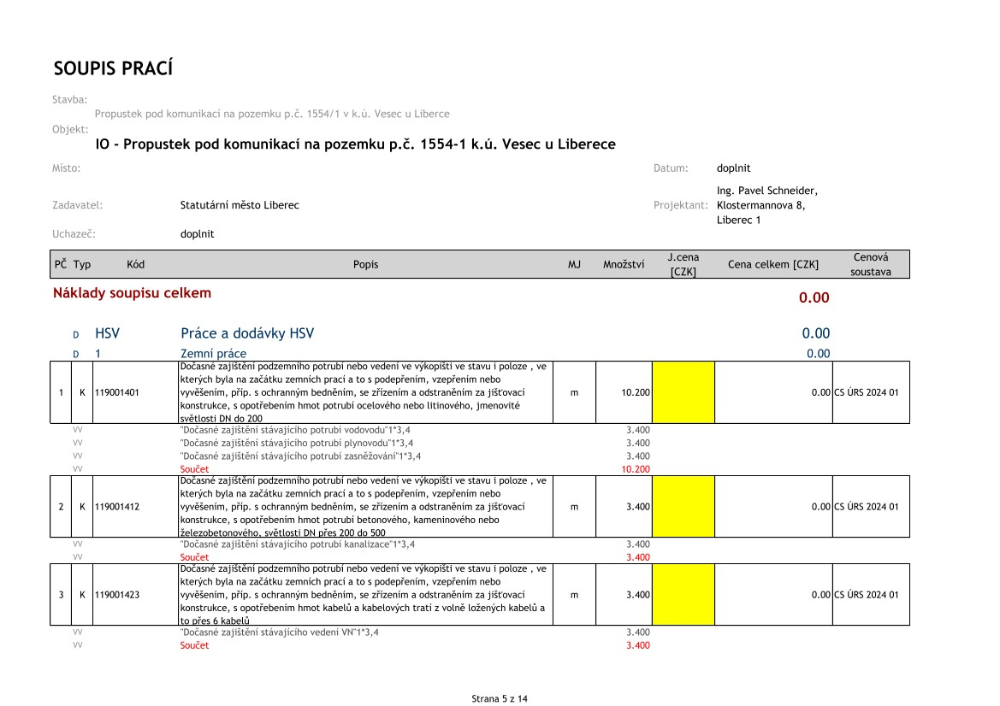 SOUPIS PRACÍ
Stavba:
Propustek pod komunikací na pozemku p.č. 1554/1 v k.ú. Vesec u Liberce
Objekt:
IO - Propustek pod komunikací na pozemku p.č. 1554-1 k.ú. Vesec u Liberece
Místo: Datum: doplnit
Zadavatel: Statutární město Liberec Projektant: Ing. Pavel Schneider,
Klostermannova 8,
Liberec 1
Uchazeč: doplnit
PČ Typ Kód Popis MJ Množství J.cena [CZK] Cena celkem [CZK] Cenová soustava
Náklady soupisu celkem 0.00
D HSV Práce a dodávky HSV 0.00
D 1 Zemní práce 0.00
Dočasné zajištění podzemního potrubí nebo vedení ve výkopišti ve stavu i poloze , ve
kterých byla na začátku zemních prací a to s podepřením, vzepřením nebo
1 K 119001401 vyvěšením, příp. s ochranným bedněním, se zřízením a odstraněním za jišťovací m 10.200 0.00 CS ÚRS 2024 01
konstrukce, s opotřebením hmot potrubí ocelového nebo litinového, jmenovité
světlosti DN do 200
VV "Dočasné zajištění stávajícího potrubí vodovodu"1*3,4 3.400
VV "Dočasné zajištění stávajícího potrubí plynovodu"1*3,4 3.400
VV "Dočasné zajištění stávajícího potrubí zasněžování"1*3,4 3.400
VV Součet 10.200
Dočasné zajištění podzemního potrubí nebo vedení ve výkopišti ve stavu i poloze , ve
kterých byla na začátku zemních prací a to s podepřením, vzepřením nebo
2 K 119001412 vyvěšením, příp. s ochranným bedněním, se zřízením a odstraněním za jišťovací m 3.400 0.00 CS ÚRS 2024 01
konstrukce, s opotřebením hmot potrubí betonového, kameninového nebo
železobetonového, světlosti DN přes 200 do 500
VV "Dočasné zajištění stávajícího potrubí kanalizace"1*3,4 3.400
VV Součet 3.400
Dočasné zajištění podzemního potrubí nebo vedení ve výkopišti ve stavu i poloze , ve
kterých byla na začátku zemních prací a to s podepřením, vzepřením nebo
3 K 119001423 vyvěšením, příp. s ochranným bedněním, se zřízením a odstraněním za jišťovací m 3.400 0.00 CS ÚRS 2024 01
konstrukce, s opotřebením hmot kabelů a kabelových tratí z volně ložených kabelů a
to přes 6 kabelů
VV "Dočasné zajištění stávajícího vedení VN"1*3,4 3.400
VV Součet 3.400
Strana 5 z 14